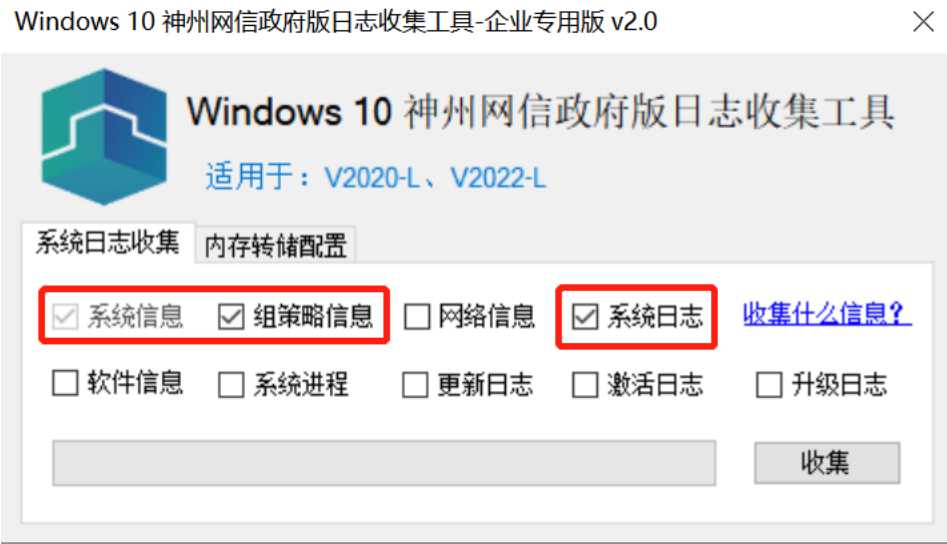 Windows 10 神州网信政府版日志收集工具-企业专用版 v2.0
Windows 10 神州网信政府版日志收集工具
适用于：V2020-L、V2022-L
系统日志收集 内存转储配置
系统信息 组策略信息 网络信息 系统日志 收集什么信息？
软件信息 系统进程 更新日志 激活日志 升级日志
收集